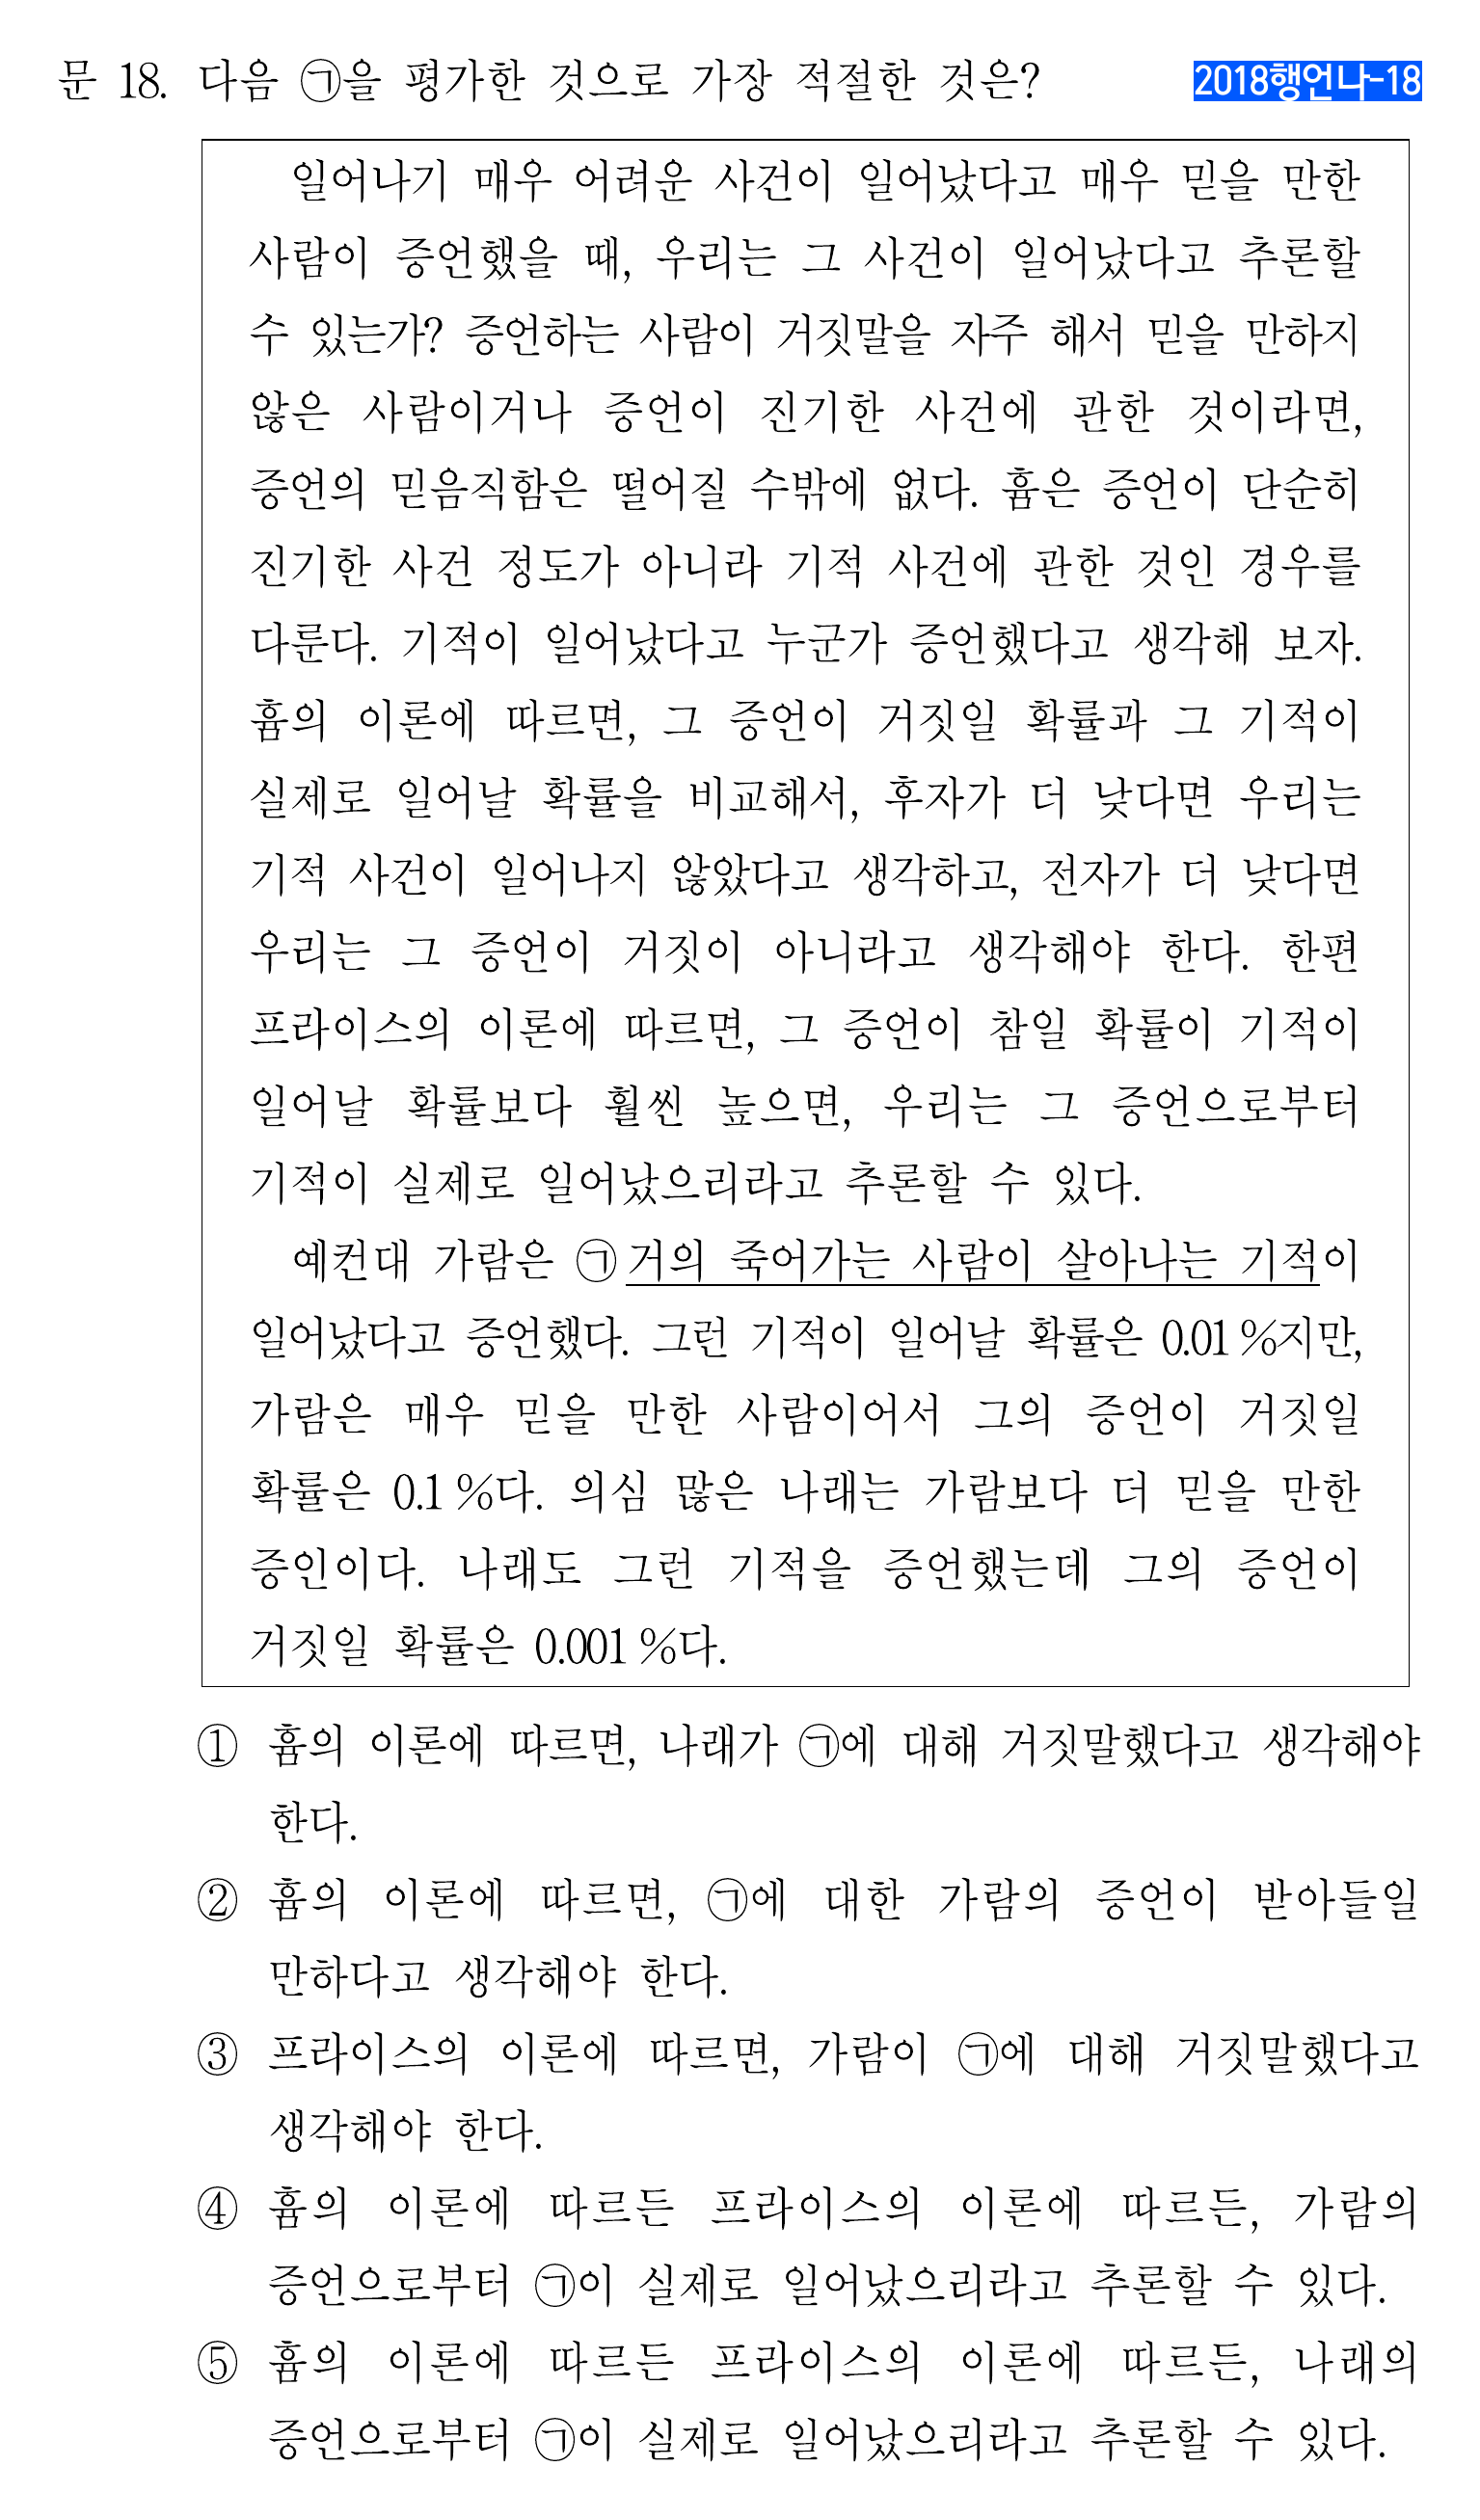 문 18. 다음 ㉠을 평가한 것으로 가장 적절한 것은? 2018행언나-18
일어나기 매우 어려운 사건이 일어났다고 매우 믿을 만한
사람이 증언했을 때, 우리는 그 사건이 일어났다고 추론할
수 있는가? 증언하는 사람이 거짓말을 자주 해서 믿을 만하지
않은 사람이거나 증언이 진기한 사건에 관한 것이라면,
증언의 믿음직함은 떨어질 수밖에 없다. 흄은 증언이 단순히
진기한 사건 정도가 아니라 기적 사건에 관한 것인 경우를
다룬다. 기적이 일어났다고 누군가 증언했다고 생각해 보자.
흄의 이론에 따르면, 그 증언이 거짓일 확률과 그 기적이
실제로 일어날 확률을 비교해서, 후자가 더 낮다면 우리는
기적 사건이 일어나지 않았다고 생각하고, 전자가 더 낮다면
우리는 그 증언이 거짓이 아니라고 생각해야 한다. 한편
프라이스의 이론에 따르면, 그 증언이 참일 확률이 기적이
일어날 확률보다 훨씬 높으면, 우리는 그 증언으로부터
기적이 실제로 일어났으리라고 추론할 수 있다.
예컨대 가람은 ㉠거의 죽어가는 사람이 살아나는 기적이
일어났다고 증언했다. 그런 기적이 일어날 확률은 0.01%지만,
가람은 매우 믿을 만한 사람이어서 그의 증언이 거짓일
확률은 0.1%다. 의심 많은 나래는 가람보다 더 믿을 만한
증인이다. 나래도 그런 기적을 증언했는데 그의 증언이
거짓일 확률은 0.001%다.
① 흄의 이론에 따르면, 나래가 ㉠에 대해 거짓말했다고 생각해야
한다.
② 흄의 이론에 따르면, ㉠에 대한 가람의 증언이 받아들일
만하다고 생각해야 한다.
③ 프라이스의 이론에 따르면, 가람이 ㉠에 대해 거짓말했다고
생각해야 한다.
④ 흄의 이론에 따르든 프라이스의 이론에 따르든, 가람의
증언으로부터 ㉠이 실제로 일어났으리라고 추론할 수 있다.
⑤ 흄의 이론에 따르든 프라이스의 이론에 따르든, 나래의
증언으로부터 ㉠이 실제로 일어났으리라고 추론할 수 있다.